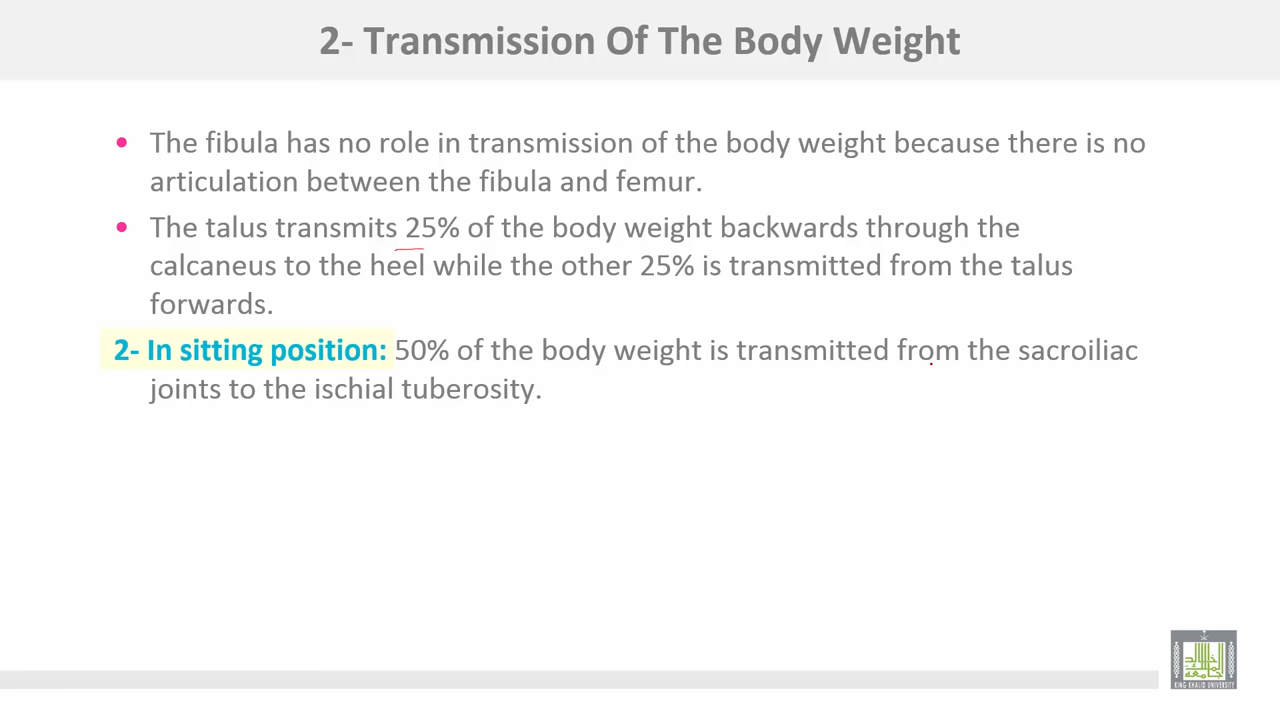 2- Transmission Of The Body Weight
• The fibula has no role in transmission of the body weight because there is no
articulation between the fibula and femur.
• The talus transmits 25% of the body weight backwards through the
calcaneus to the heel while the other 25% is transmitted from the talus
forwards.
2- In sitting position: 50% of the body weight is transmitted from the sacroiliac
joints to the ischial tuberosity.
KING KHALID UNIVERSITY